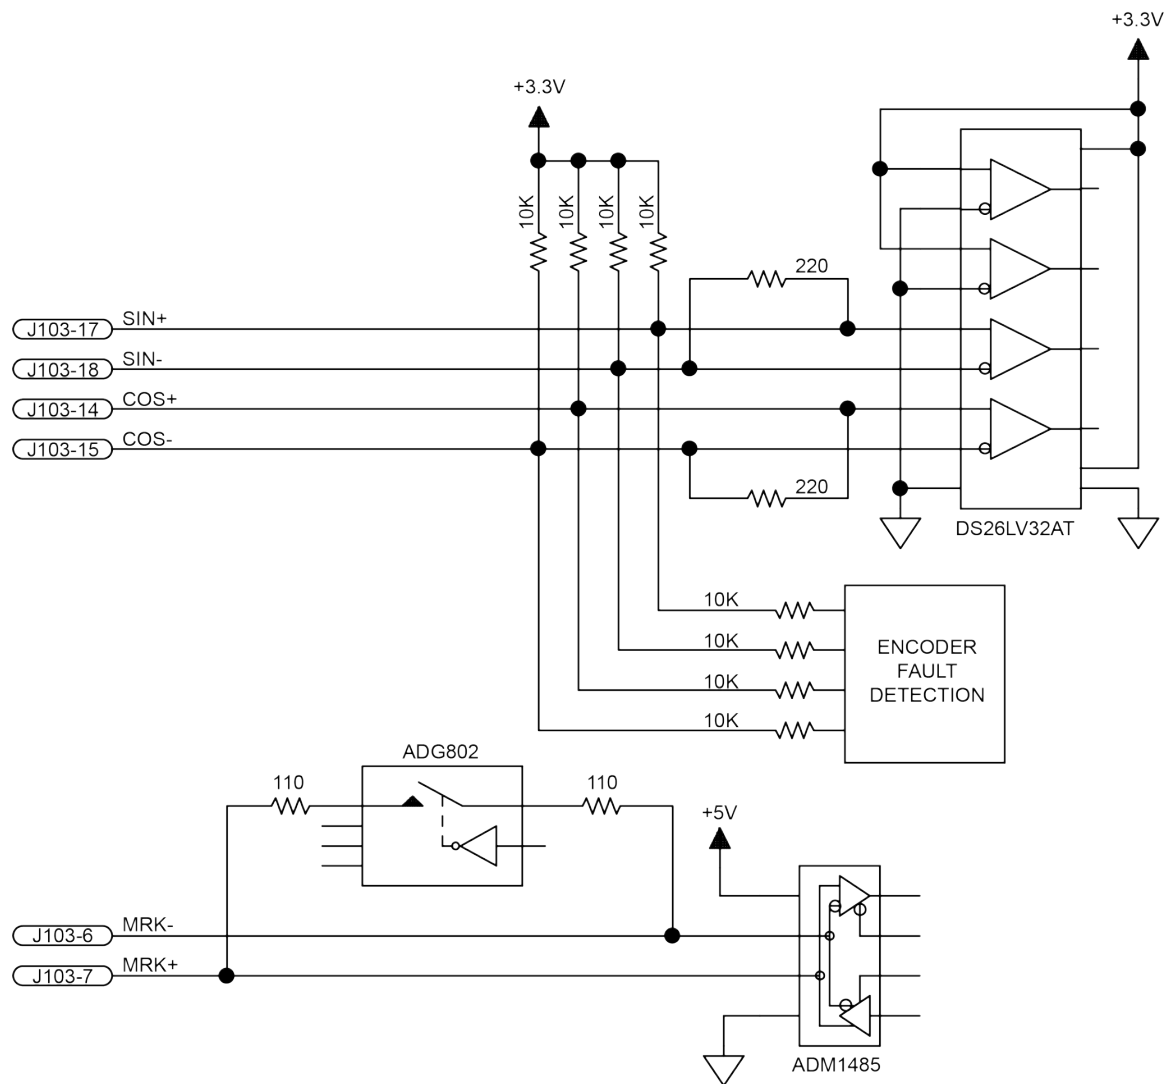 +3.3V
+3.3V
10K
10K
10K
10K
220
J103-17
SIN+
J103-18
SIN-
J103-14
COS+
J103-15
COS-
220
DS26LV32AT
10K
10K
10K
10K
ENCODER
FAULT
DETECTION
ADG802
110
110
+5V
J103-6
MRK-
J103-7
MRK+
ADM1485